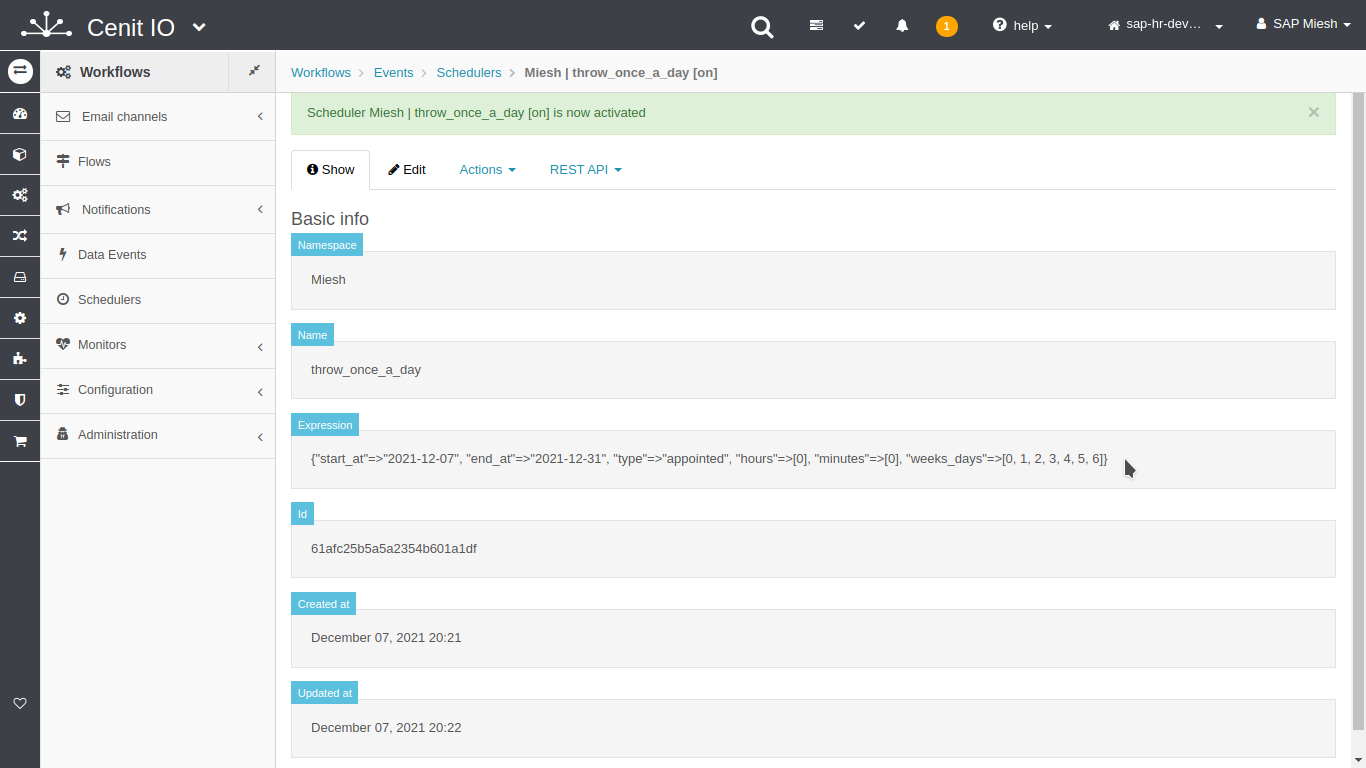 Cenit IO
1
help
sap-hr-dev...
SAP Miesh
Workflows
Workflows
Events
Schedulers
Miesh | throw_once_a_day [on]
Email channels
Flows
Notifications
Data Events
Schedulers
Monitors
Configuration
Administration
Scheduler Miesh | throw_once_a_day [on] is now activated
×
Show
Edit
Actions
REST API
Basic info
Namespace
Miesh
Name
throw_once_a_day
Expression
{"start_at"=>"2021-12-07", "end_at"=>"2021-12-31", "type"=>"appointed", "hours"=>[0], "minutes"=>[0], "weeks_days"=>[0, 1, 2, 3, 4, 5, 6]}
Id
61afc25b5a5a2354b601a1df
Created at
December 07, 2021 20:21
Updated at
December 07, 2021 20:22